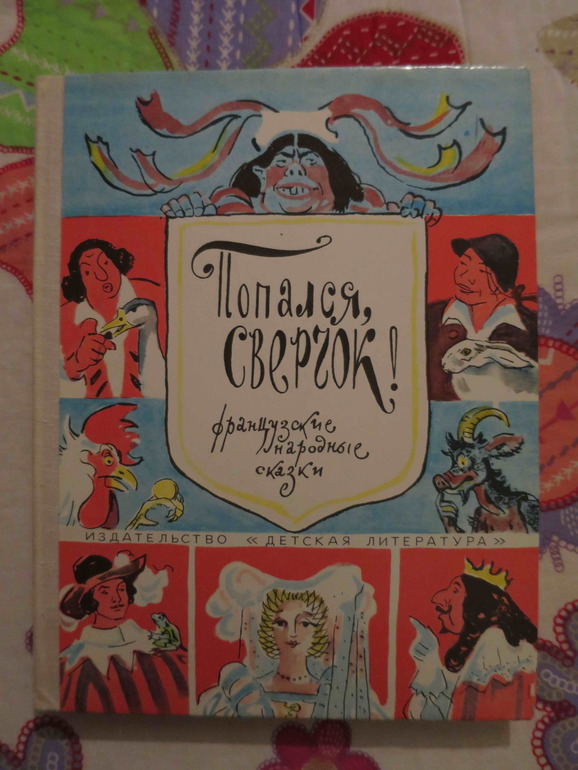 Попался,
СВЕРЧОК!
французские
народные
сказки
ИЗДАТЕЛЬСТВО «ДЕТСКАЯ ЛИТЕРАТУРА»